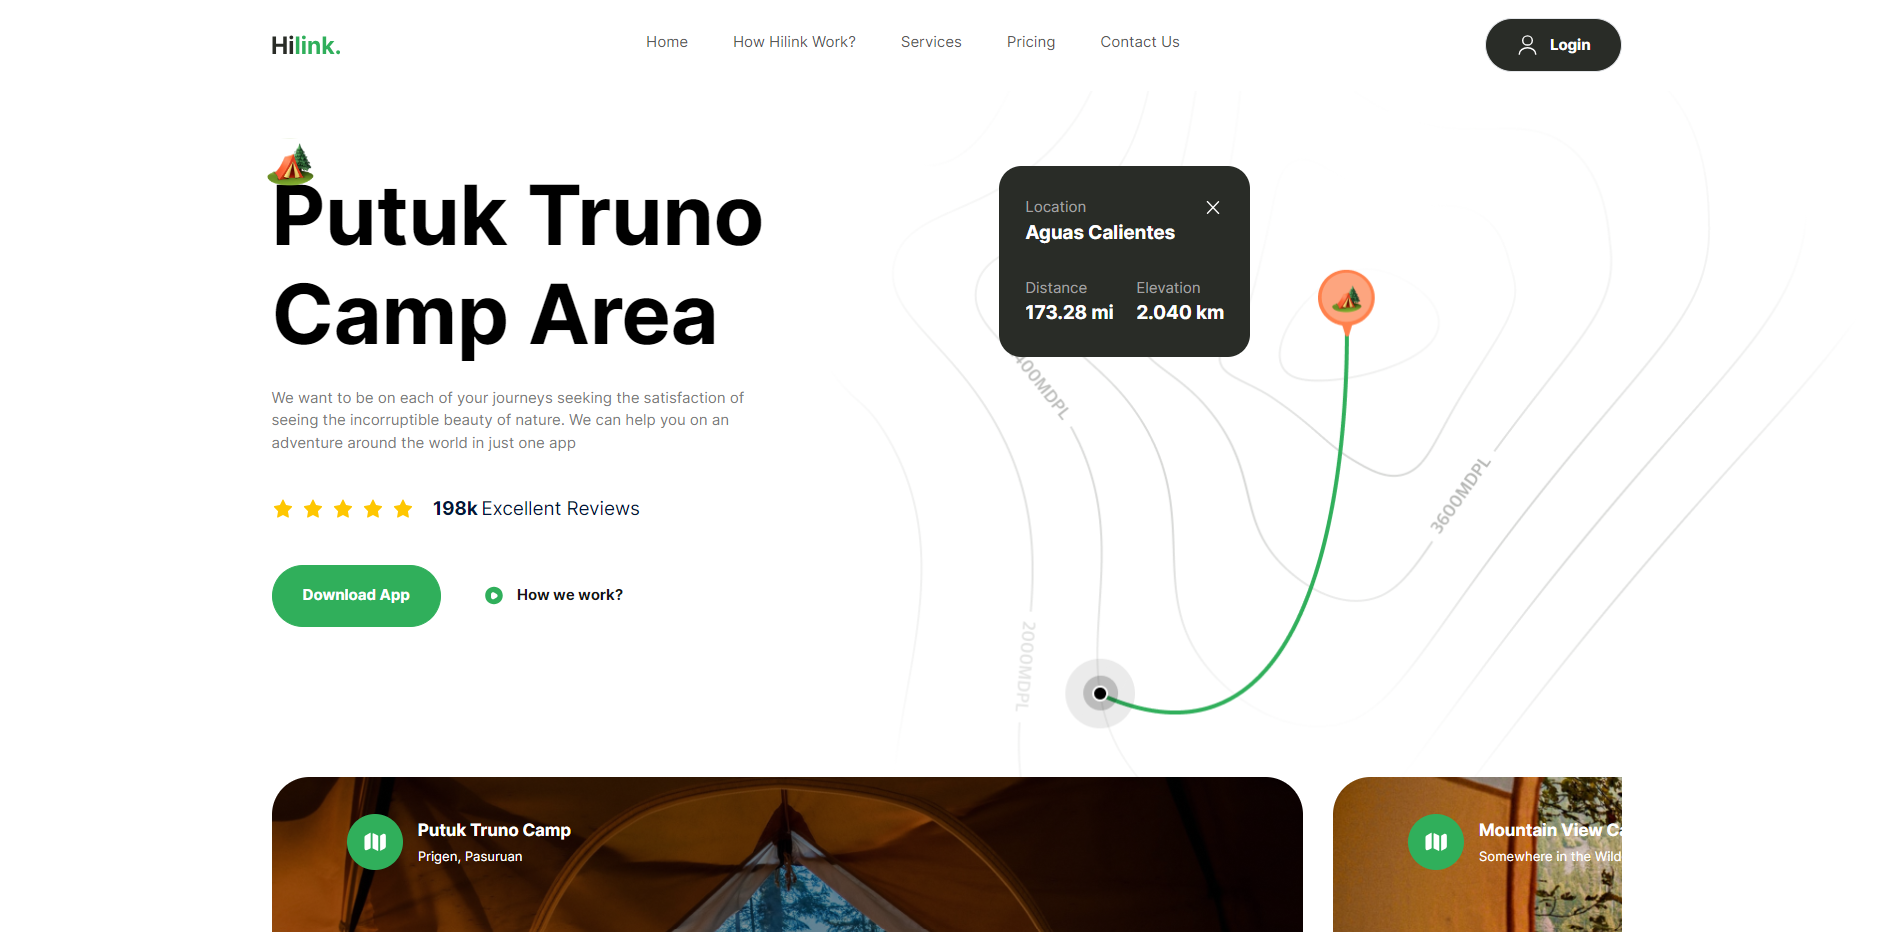 Hilink.
Home
How Hilink Work?
Services
Pricing
Contact Us
Login
Putuk Truno
Camp Area
We want to be on each of your journeys seeking the satisfaction of
seeing the incorruptible beauty of nature. We can help you on an
adventure around the world in just one app
198k Excellent Reviews
Download App
How we work?
Location
Aguas Calientes
Distance
Elevation
173.28 mi
2.040 km
400MDPL
3600MDPL
2000MDPL
Putuk Truno Camp
Prigen, Pasuruan
Mountain View Ca
Somewhere in the Wild